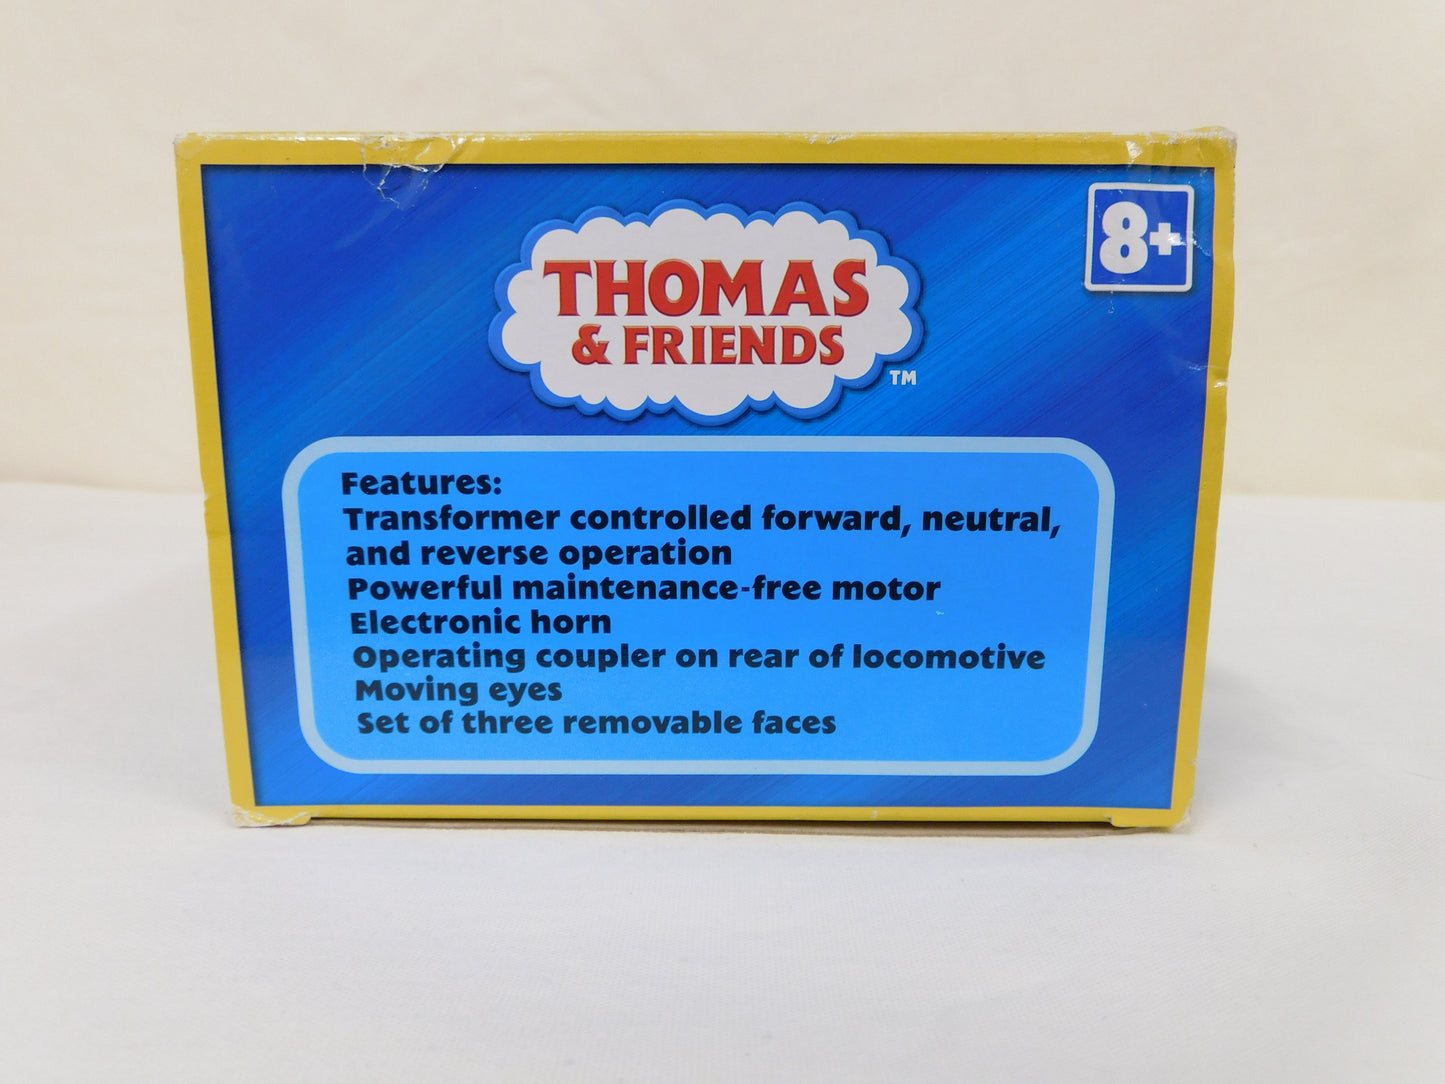 8+
THOMAS
& FRIENDS
TM
Features:
Transformer controlled forward, neutral,
and reverse operation
Powerful maintenance-free motor
Electronic horn
Operating coupler on rear of locomotive
Moving eyes
Set of three removable faces